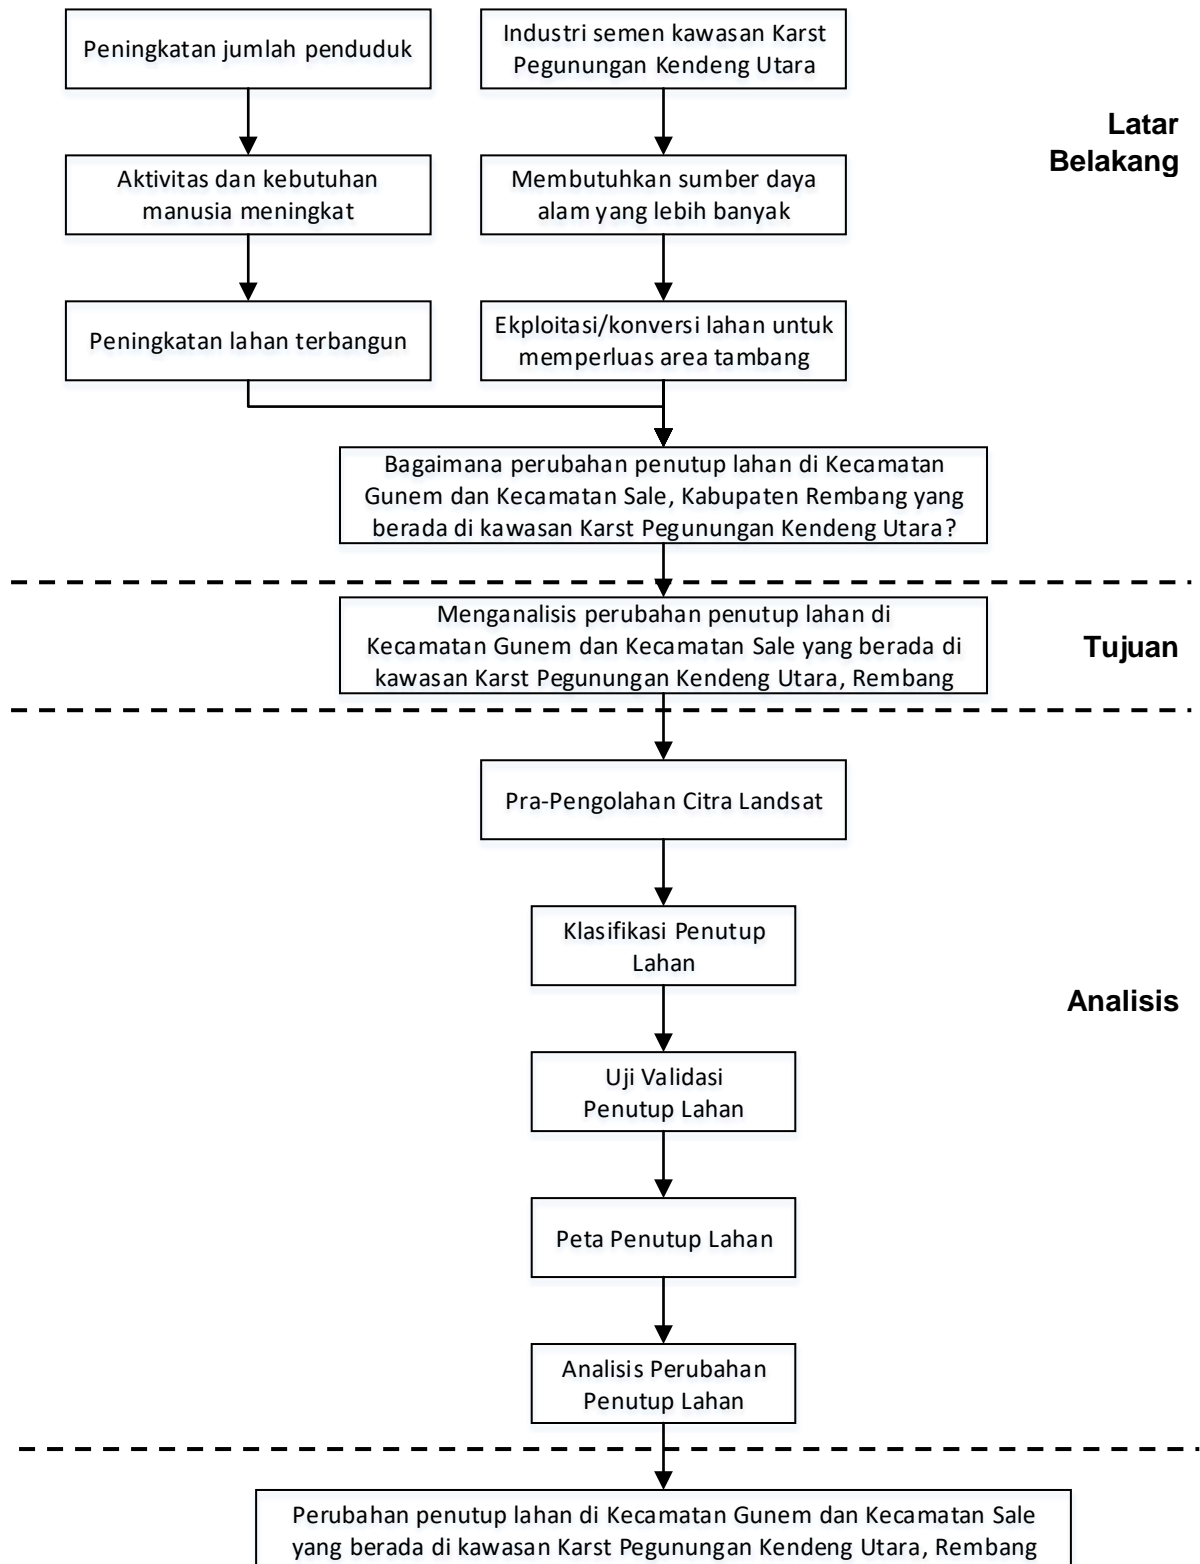 Peningkatan jumlah penduduk
Industri semen kawasan Karst
Pegunungan Kendeng Utara
Latar
Belakang
Aktivitas dan kebutuhan
manusia meningkat
Membutuhkan sumber daya
alam yang lebih banyak
Peningkatan lahan terbangun
Ekploitasi/konversi lahan untuk
memperluas area tambang
Bagaimana perubahan penutup lahan di Kecamatan
Gunem dan Kecamatan Sale, Kabupaten Rembang yang
berada di kawasan Karst Pegunungan Kendeng Utara?
Menganalisis perubahan penutup lahan di
Kecamatan Gunem dan Kecamatan Sale yang berada di
kawasan Karst Pegunungan Kendeng Utara, Rembang
Tujuan
Pra-Pengolahan Citra Landsat
Klasifikasi Penutup
Lahan
Analisis
Uji Validasi
Penutup Lahan
Peta Penutup Lahan
Analisis Perubahan
Penutup Lahan
Perubahan penutup lahan di Kecamatan Gunem dan Kecamatan Sale
yang berada di kawasan Karst Pegunungan Kendeng Utara, Rembang